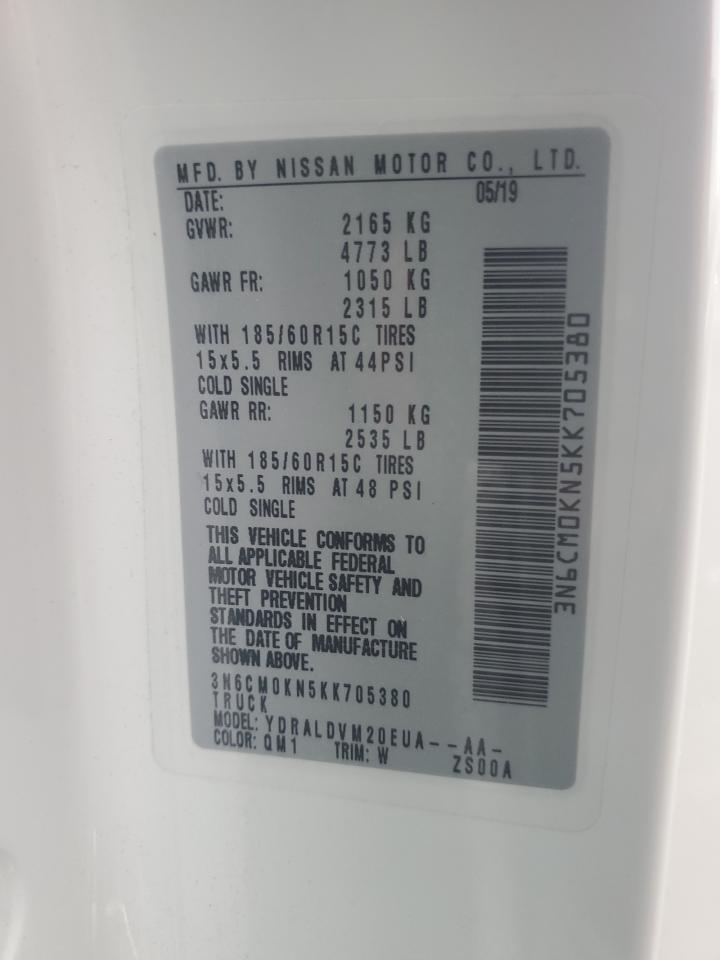 MFD. BY NISSAN MOTOR CO., LTD.
DATE: 05/19
GVWR: 2165 KG
4773 LB
GAWR FR: 1050 KG
2315 LB
WITH 185/60R15C TIRES
15x5.5 RIMS AT 44PSI
COLD SINGLE
GAWR RR: 1150 KG
2535 LB
WITH 185/60R15C TIRES
15x5.5 RIMS AT 48 PSI
COLD SINGLE
THIS VEHICLE CONFORMS TO
ALL APPLICABLE FEDERAL
MOTOR VEHICLE SAFETY AND
THEFT PREVENTION
STANDARDS IN EFFECT ON
THE DATE OF MANUFACTURE
SHOWN ABOVE.
3N6CM0KN5KK705380
TRUCK
MODEL: YDRALDVM20EUA--AA-
COLOR: QM1 TRIM: W ZS00A
3N6CM0KN5KK705380